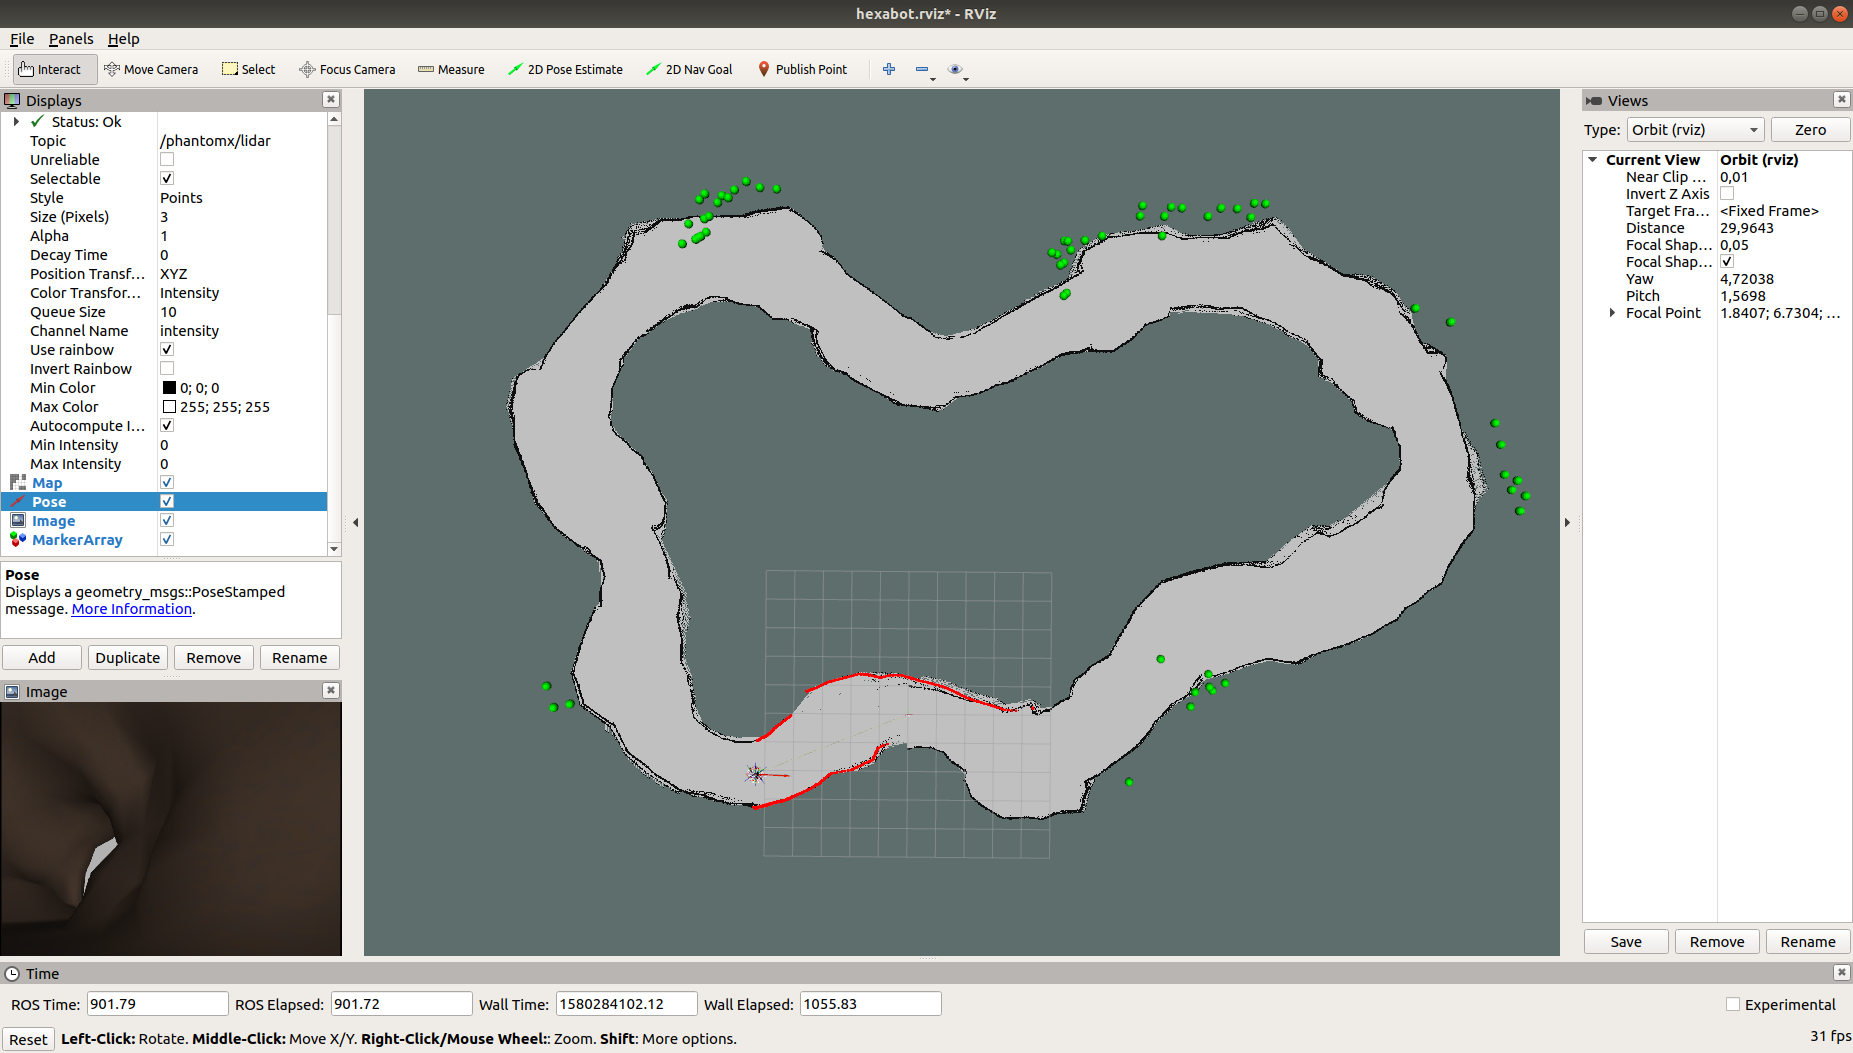 hexabot.rviz* - RViz
File Panels Help
Interact Move Camera Select Focus Camera Measure 2D Pose Estimate 2D Nav Goal Publish Point
Displays
Status: Ok
Topic /phantomx/lidar
Unreliable
Selectable
Style Points
Size (Pixels) 3
Alpha 1
Decay Time 0
Position Transf... XYZ
Color Transfor... Intensity
Queue Size 10
Channel Name intensity
Use rainbow
Invert Rainbow
Min Color 0; 0; 0
Max Color 255; 255; 255
Autocompute I...
Min Intensity 0
Max Intensity 0
Map
Pose
Image
MarkerArray
Pose
Displays a geometry_msgs::PoseStamped
message. More Information.
Add Duplicate Remove Rename
Image
Views
Type: Orbit (rviz) Zero
Current View Orbit (rviz)
Near Clip ... 0,01
Invert Z Axis
Target Fra... <Fixed Frame>
Distance 29,9643
Focal Shap... 0,05
Focal Shap...
Yaw 4,72038
Pitch 1,5698
Focal Point 1.8407; 6.7304; ...
Save Remove Rename
Time
ROS Time: 901.79 ROS Elapsed: 901.72 Wall Time: 1580284102.12 Wall Elapsed: 1055.83 Experimental
Reset Left-Click: Rotate. Middle-Click: Move X/Y. Right-Click/Mouse Wheel:: Zoom. Shift: More options. 31 fps